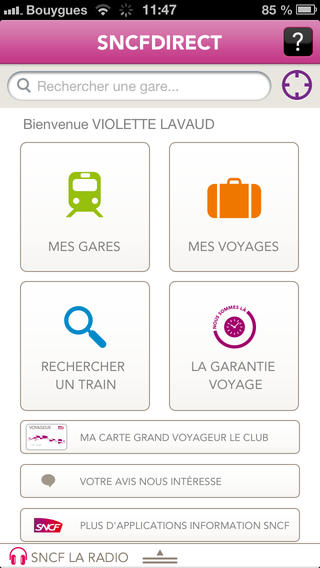 Bouygues 11:47 85 %
SNCFDIRECT
?
Rechercher une gare...
Bienvenue VIOLETTE LAVAUD
MES GARES
MES VOYAGES
RECHERCHER
UN TRAIN
NOUS SOMMES LÀ
LA GARANTIE
VOYAGE
VOYAGEUR
MA CARTE GRAND VOYAGEUR LE CLUB
VOTRE AVIS NOUS INTÉRESSE
SNCF
PLUS D'APPLICATIONS INFORMATION SNCF
SNCF LA RADIO